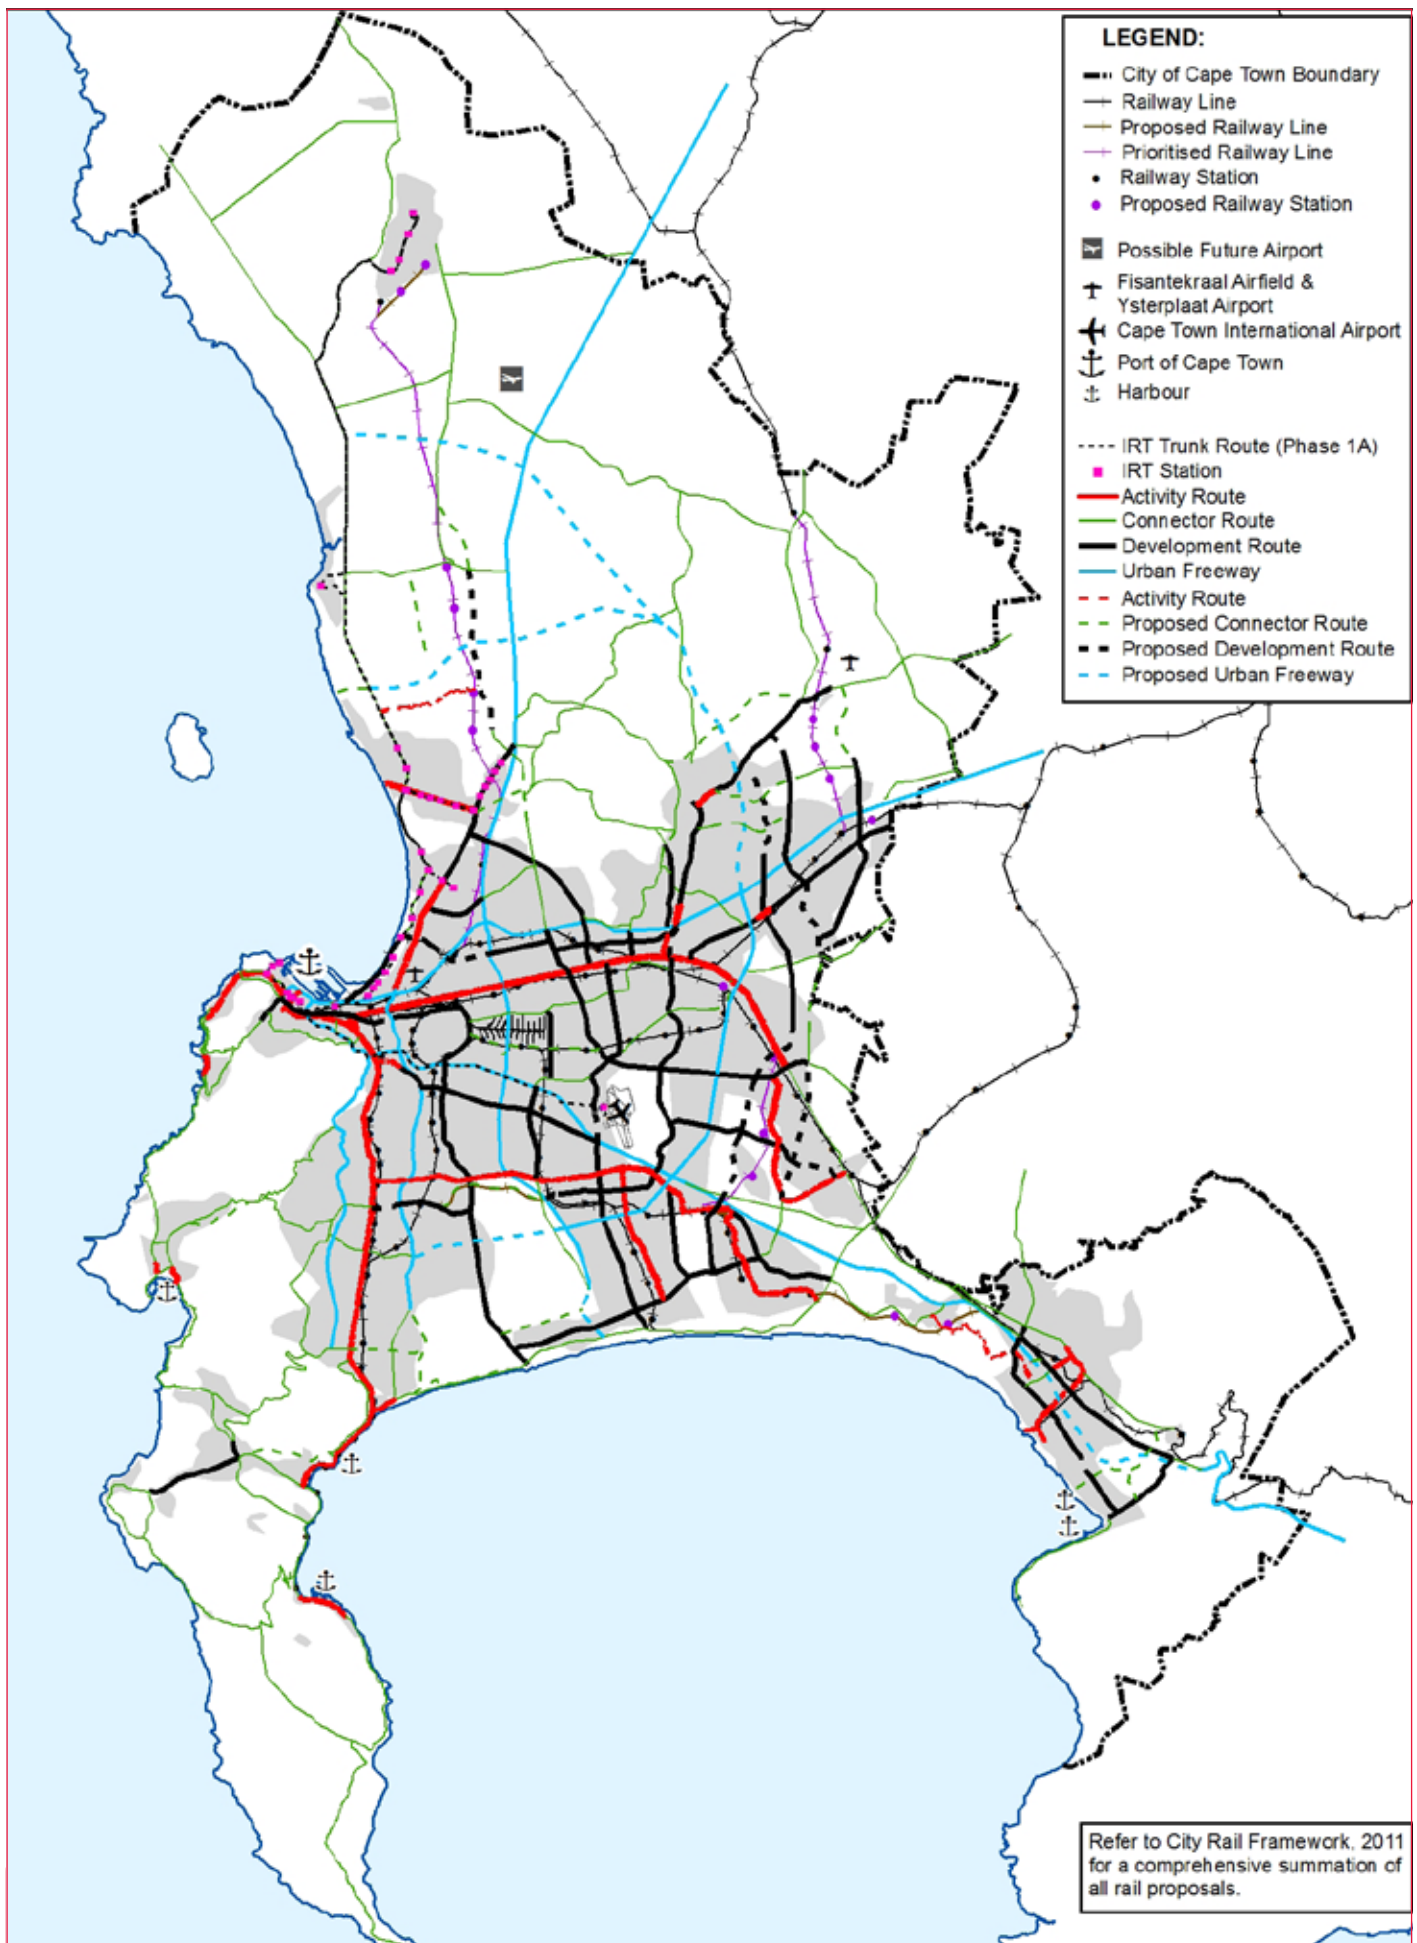 LEGEND:
City of Cape Town Boundary
Railway Line
Proposed Railway Line
Prioritised Railway Line
Railway Station
Proposed Railway Station
Possible Future Airport
Fisantekraal Airfield &
Ysterplaat Airport
Cape Town International Airport
Port of Cape Town
Harbour
IRT Trunk Route (Phase 1A)
IRT Station
Activity Route
Connector Route
Development Route
Urban Freeway
Activity Route
Proposed Connector Route
Proposed Development Route
Proposed Urban Freeway
Refer to City Rail Framework, 2011
for a comprehensive summation of
all rail proposals.